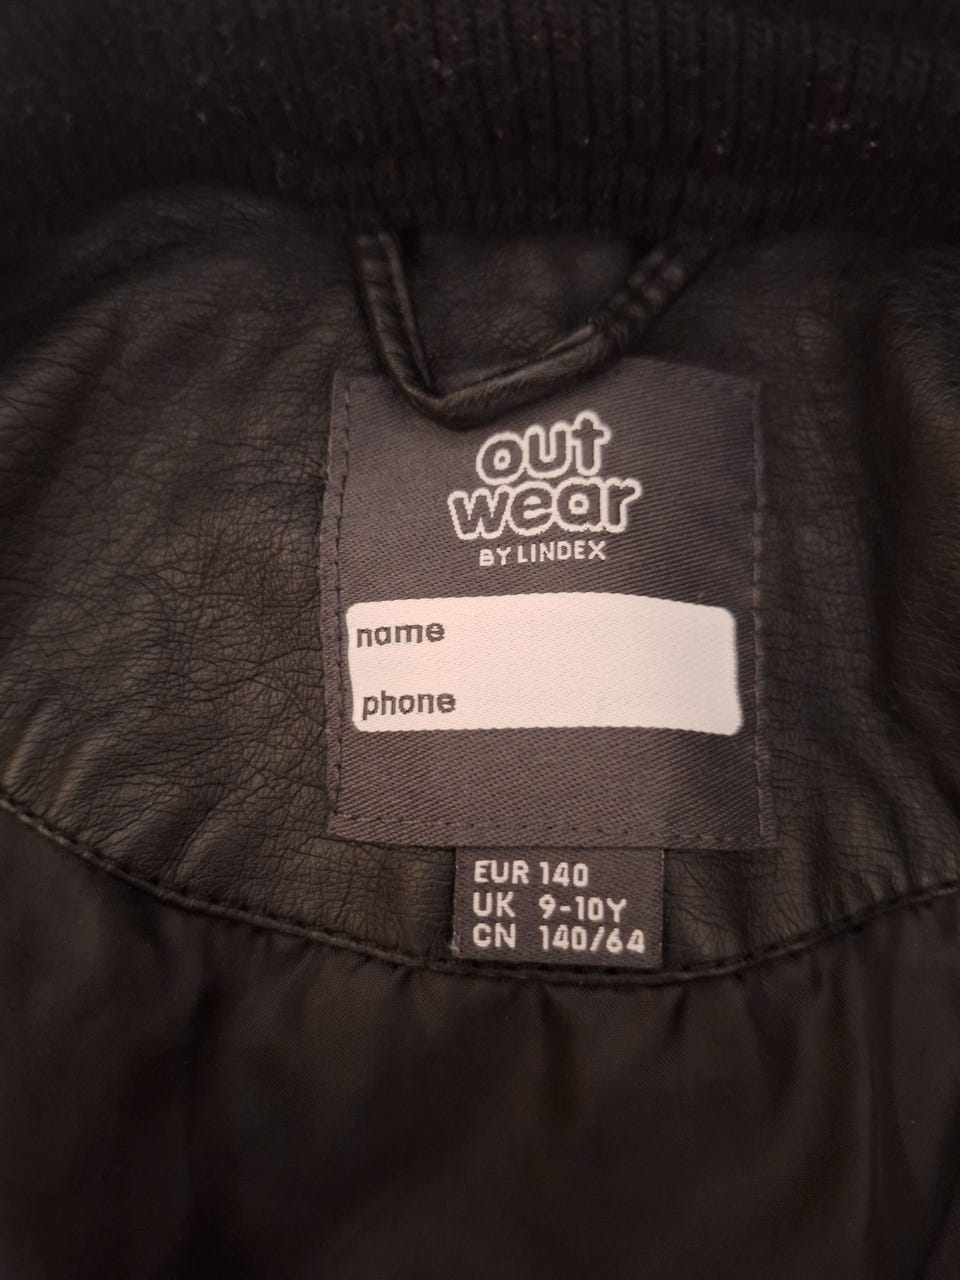 out
wear
BY LINDEX
name
phone
EUR 140
UK 9-10Y
CN 140/64